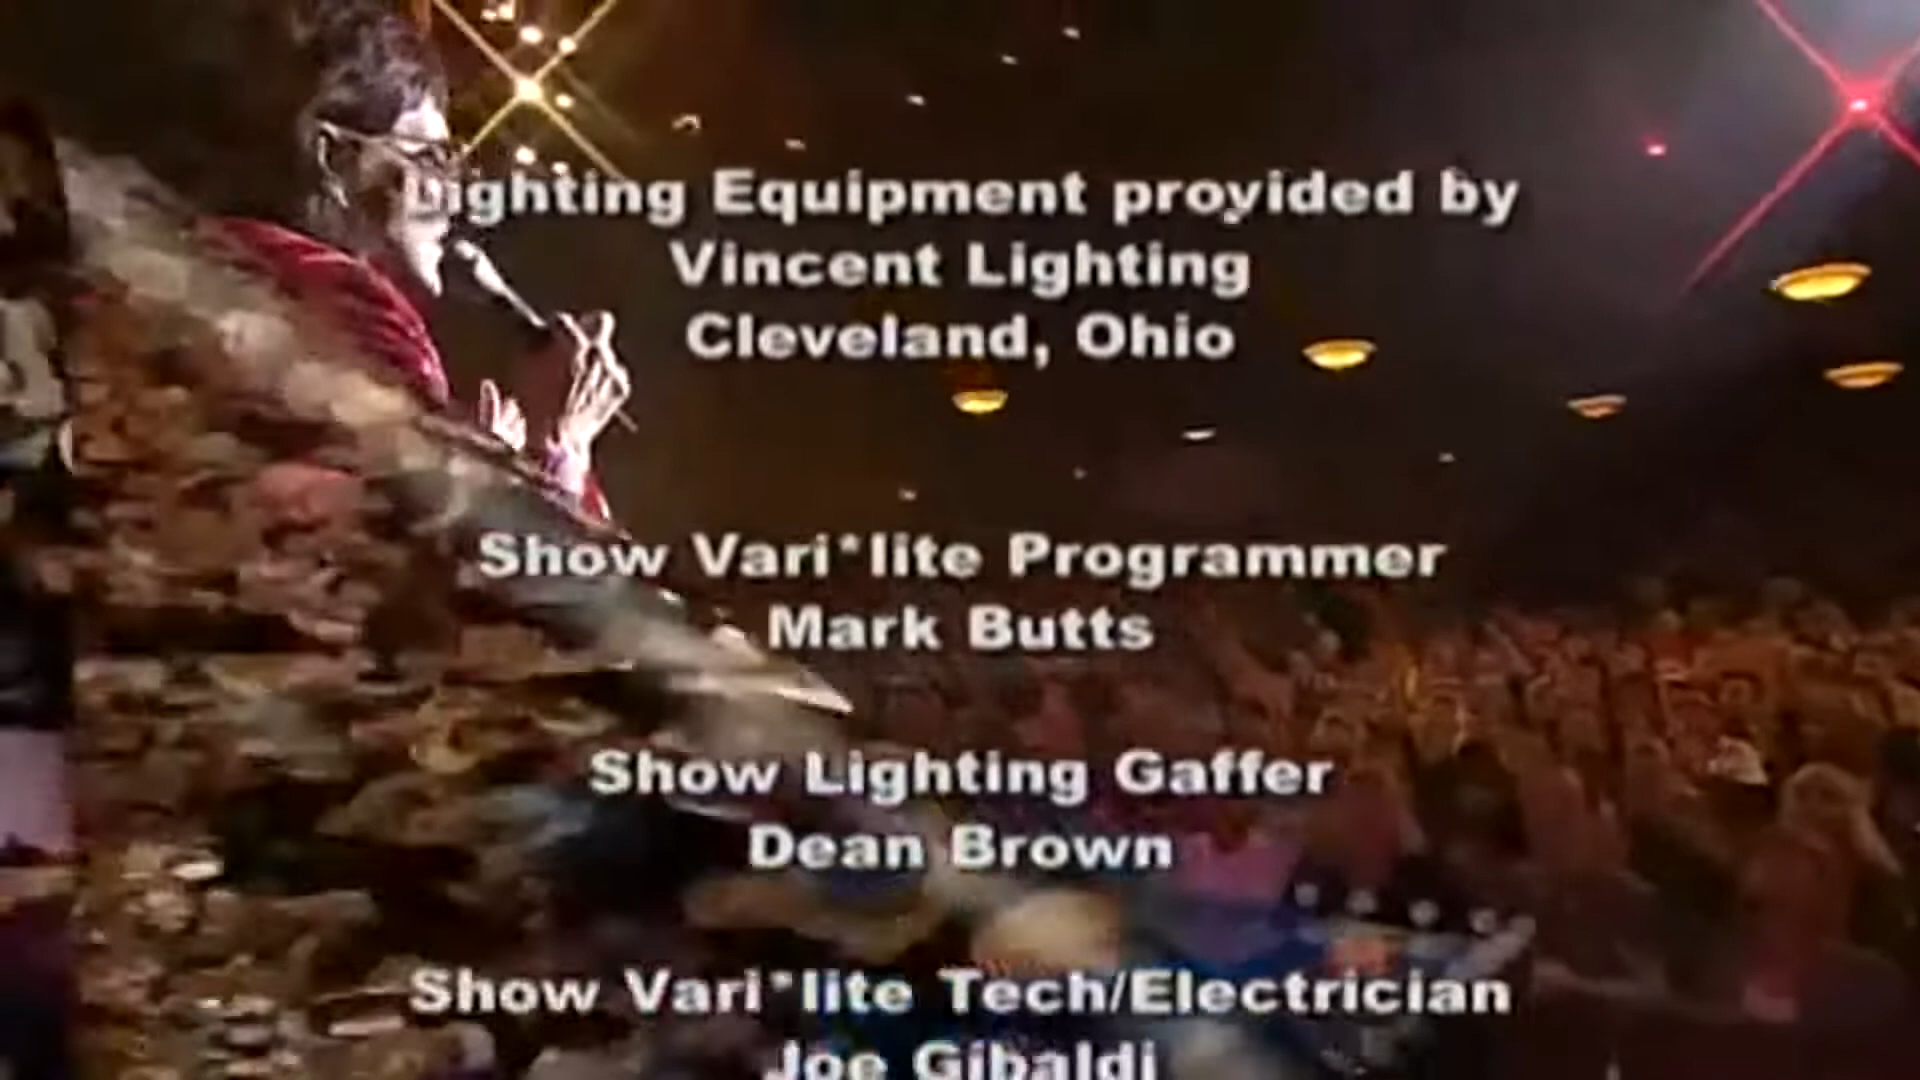 Lighting Equipment provided by
Vincent Lighting
Cleveland, Ohio
Show Vari*lite Programmer
Mark Butts
Show Lighting Gaffer
Dean Brown
Show Vari*lite Tech/Electrician
Joe Gibaldi